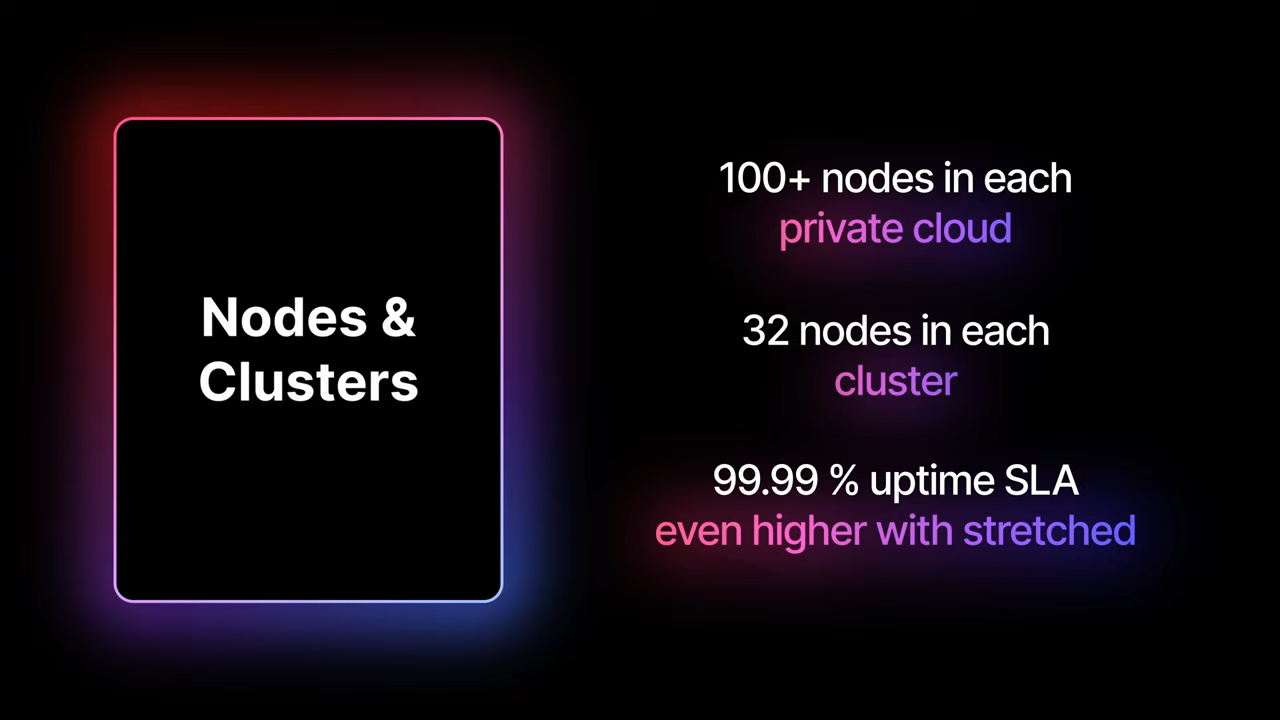 Nodes &
Clusters
100+ nodes in each
private cloud
32 nodes in each
cluster
99.99 % uptime SLA
even higher with stretched